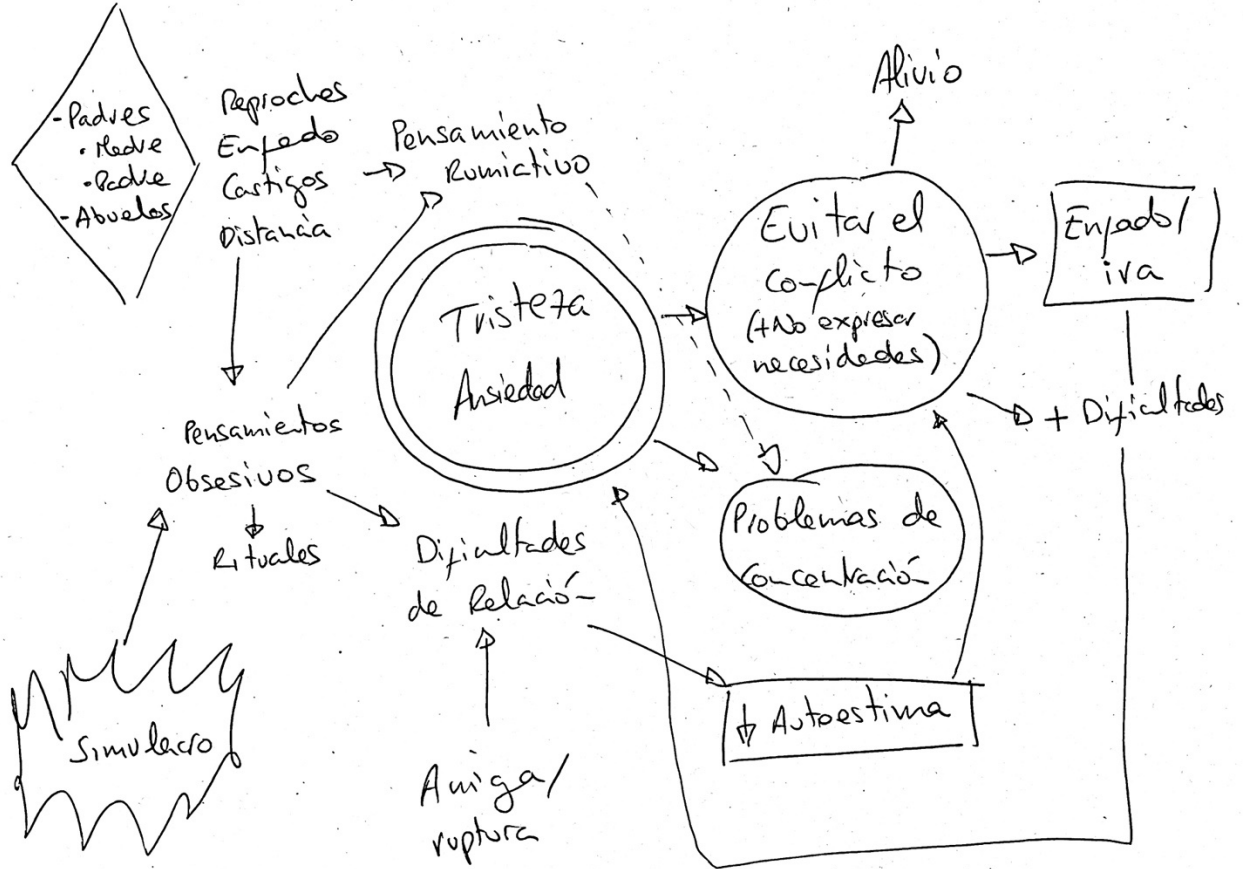 - Padres
• Madre
• Padre
- Abuelos
Reproches
Enfado
Castigos
Distancia
Pensamiento
Rumiativo
Alivio
Evitar el
Conflicto
(+No expresar
necesidades)
Enfado/
ira
Tristeza
Ansiedad
+ Dificultades
Pensamientos
Obsesivos
Rituales
Problemas de
Concentración
Dificultades
de Relación
↓ Autoestima
Simulacro
Amiga/
ruptura